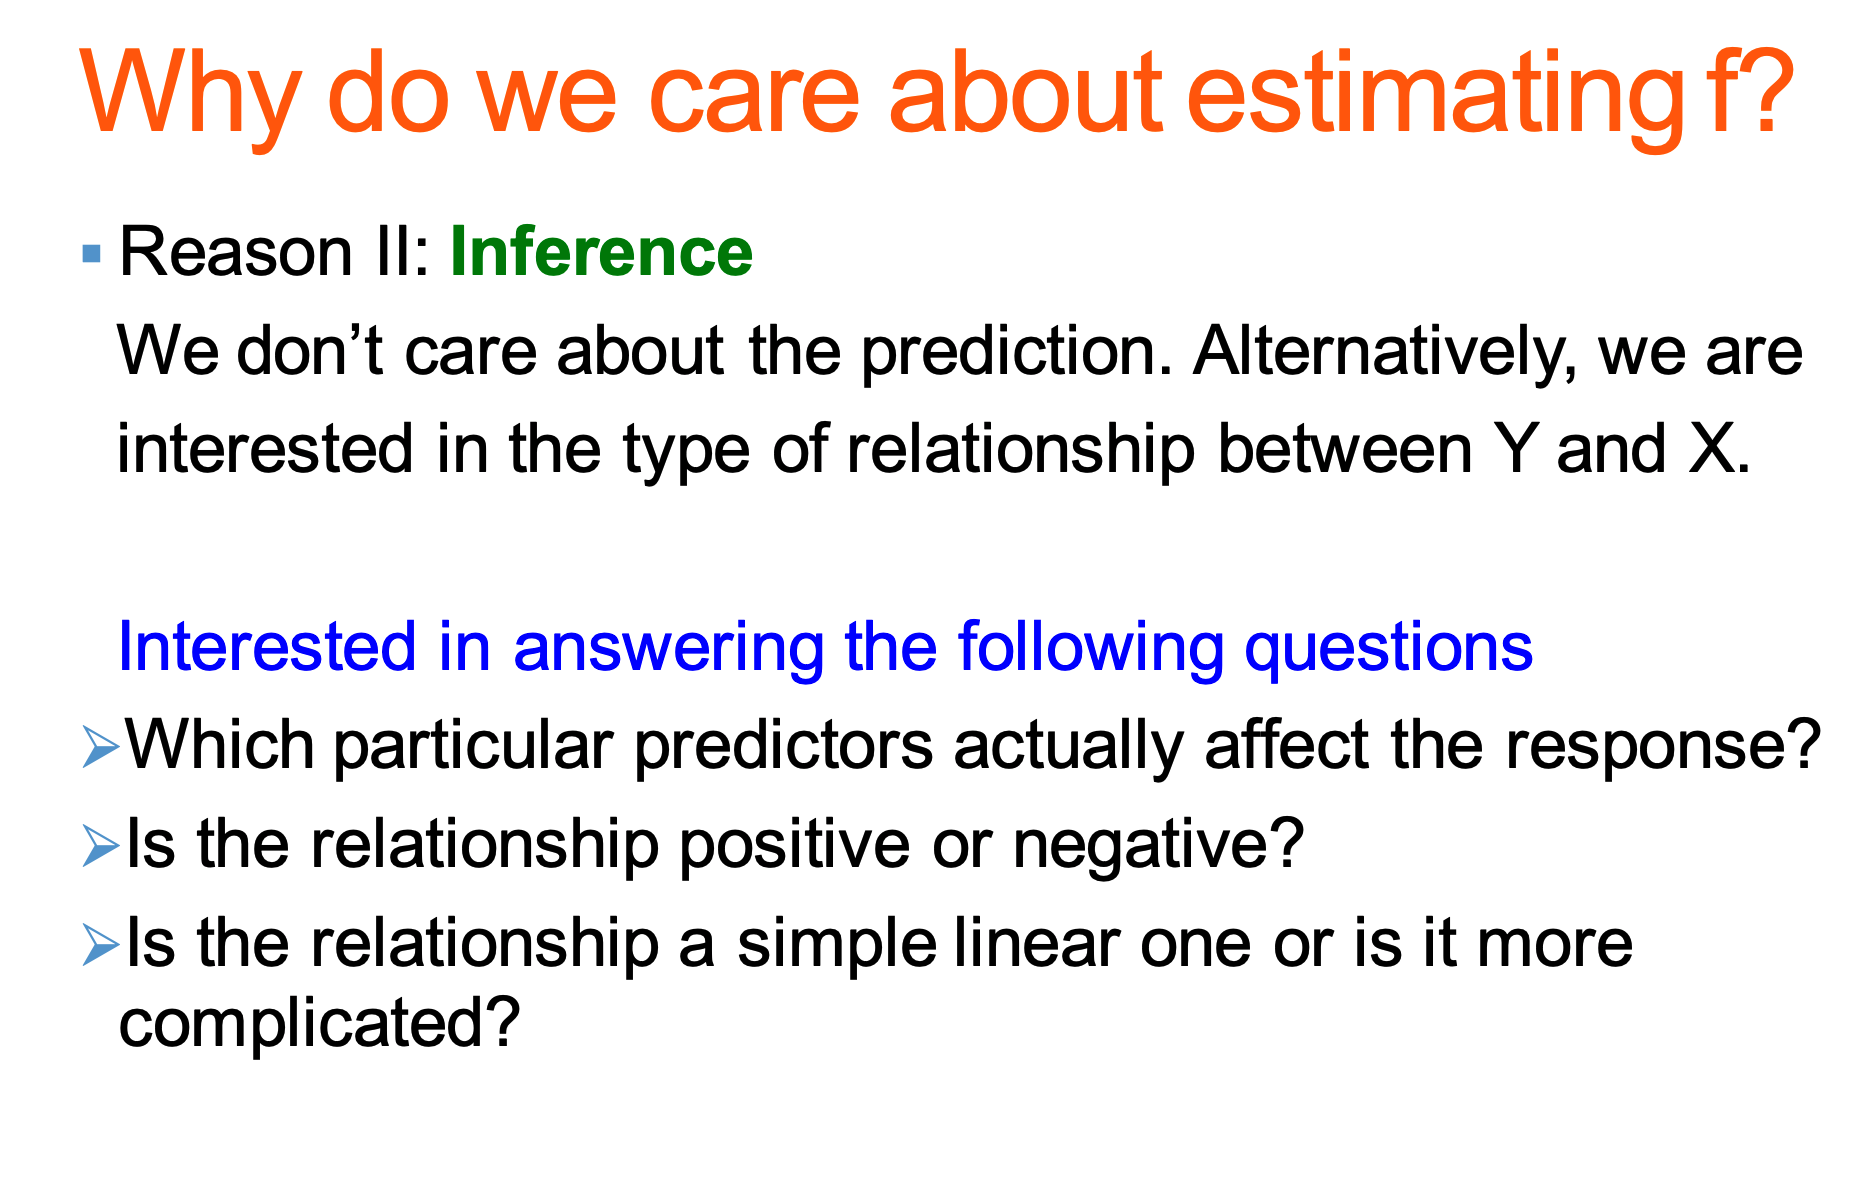 Why do we care about estimating f?
▪ Reason II: Inference
We don’t care about the prediction. Alternatively, we are
interested in the type of relationship between Y and X.
Interested in answering the following questions
➢Which particular predictors actually affect the response?
➢Is the relationship positive or negative?
➢Is the relationship a simple linear one or is it more
complicated?